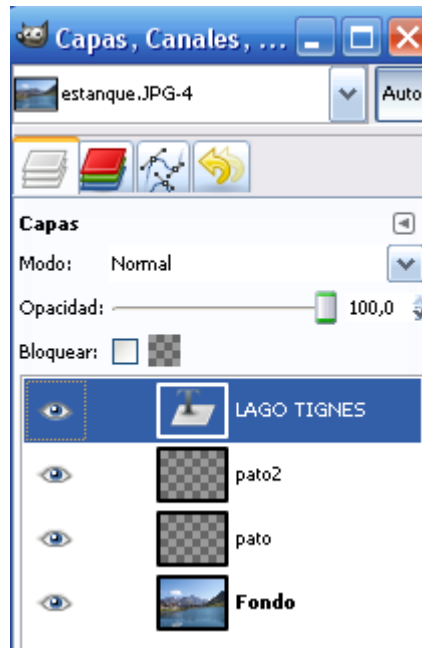 Capas, Canales, ...
estanque.JPG-4
Auto
Capas
Modo: Normal
Opacidad: 100,0
Bloquear:
LAGO TIGNES
pato2
pato
Fondo